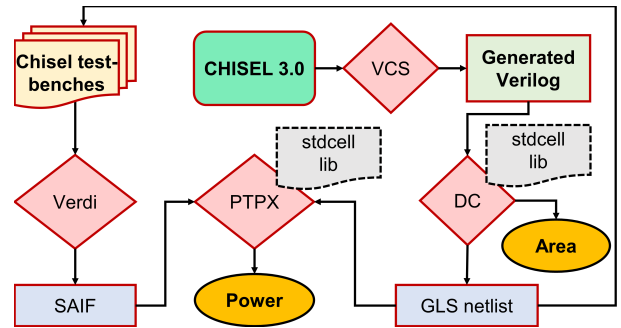 Chisel test-
benches
CHISEL 3.0
VCS
Generated
Verilog
stdcell
lib
stdcell
lib
Verdi
PTPX
DC
Area
SAIF
Power
GLS netlist